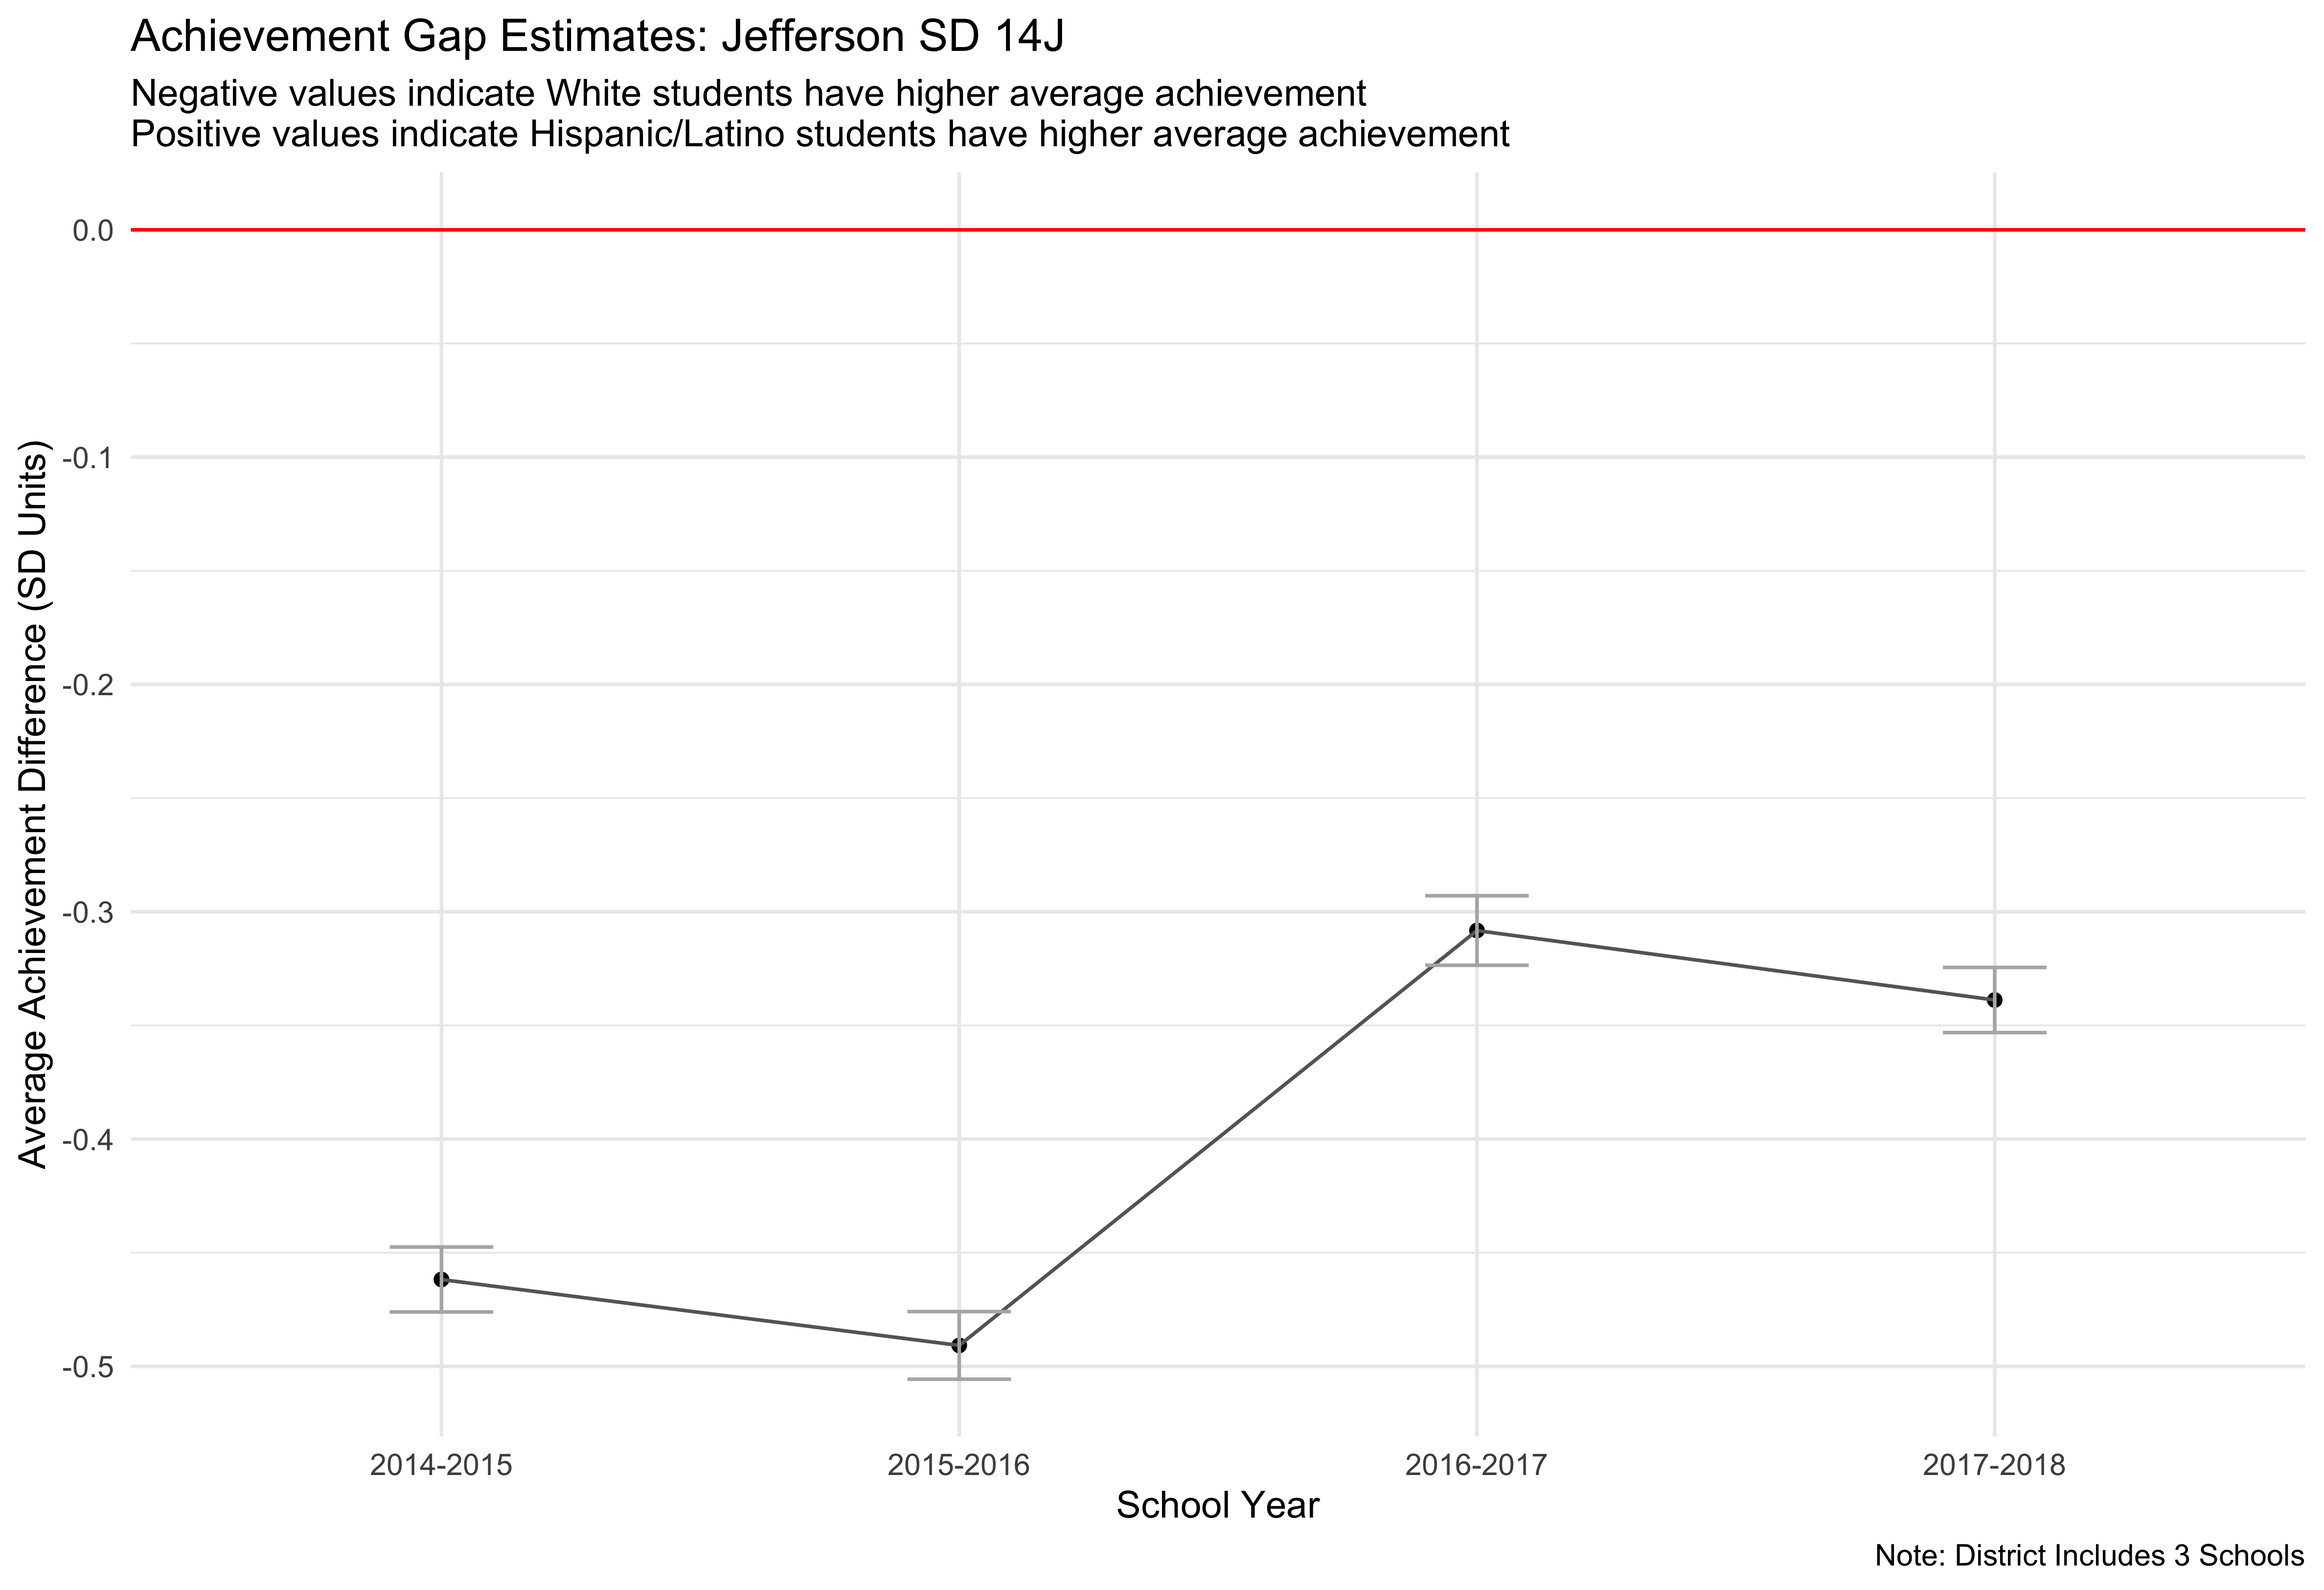 Achievement Gap Estimates: Jefferson SD 14J
Negative values indicate White students have higher average achievement
Positive values indicate Hispanic/Latino students have higher average achievement
Average Achievement Difference (SD Units)
0.0
-0.1
-0.2
-0.3
-0.4
-0.5
2014-2015
2015-2016
2016-2017
2017-2018
School Year
Note: District Includes 3 Schools